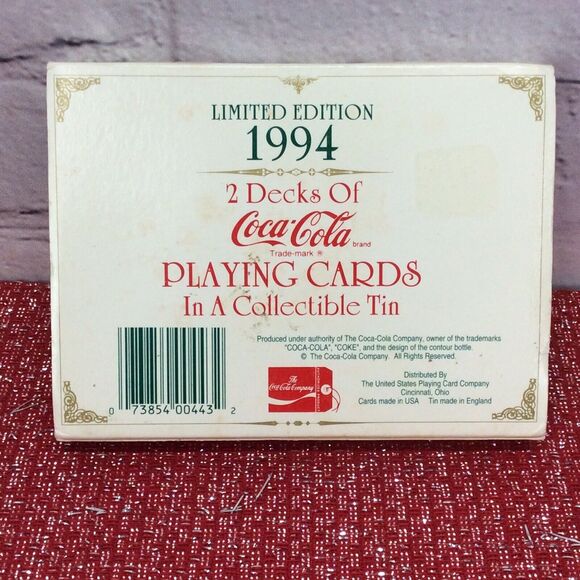 LIMITED EDITION
1994
2 Decks Of
Coca-Cola brand
Trade-mark ®
PLAYING CARDS
In A Collectible Tin
Produced under authority of The Coca-Cola Company, owner of the trademarks
"COCA-COLA", "COKE", and the design of the contour bottle.
© The Coca-Cola Company. All Rights Reserved.
The
Coca-Cola Company
Distributed By
The United States Playing Card Company
Cincinnati, Ohio
Cards made in USA Tin made in England
0 73854 00443 2